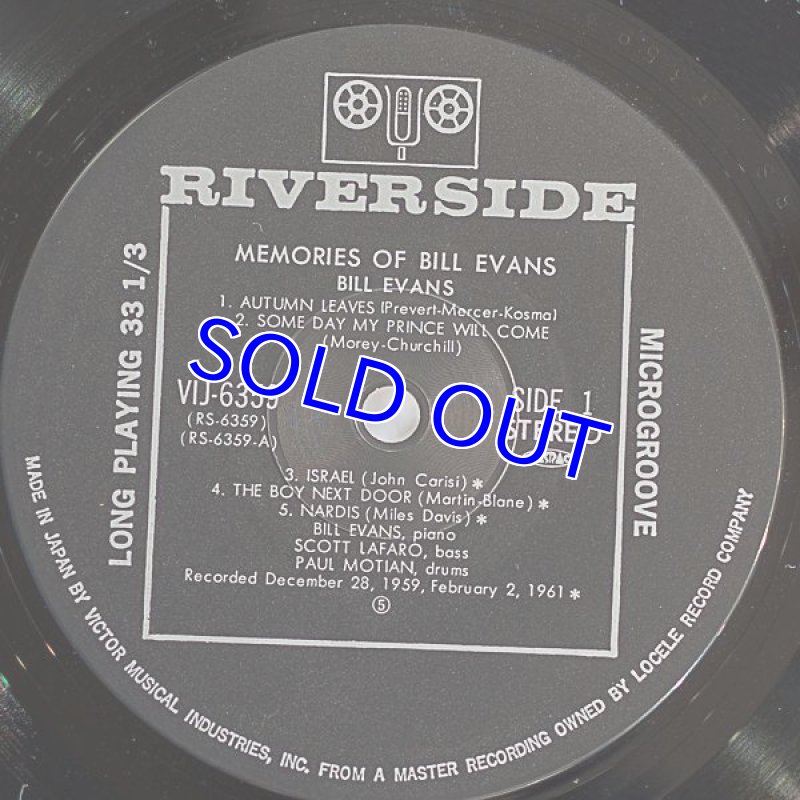 RIVERSIDE
MEMORIES OF BILL EVANS
BILL EVANS
1. AUTUMN LEAVES (Prevert-Mercer-Kosma)
2. SOME DAY MY PRINCE WILL COME
(Morey-Churchill)
SOLD OUT
VIJ-6359
(RS-6359)
(RS-6359-A)
SIDE 1
STEREO
3. ISRAEL (John Carisi) *
4. THE BOY NEXT DOOR (Martin-Blane) *
5. NARDIS (Miles Davis) *
BILL EVANS, piano
SCOTT LAFARO, bass
PAUL MOTIAN, drums
Recorded December 28, 1959, February 2, 1961 *
⑤
LONG PLAYING 33 1/3
MICROGROOVE
MADE IN JAPAN BY VICTOR MUSICAL INDUSTRIES, INC. FROM A MASTER RECORDING OWNED BY LOCELE RECORD COMPANY